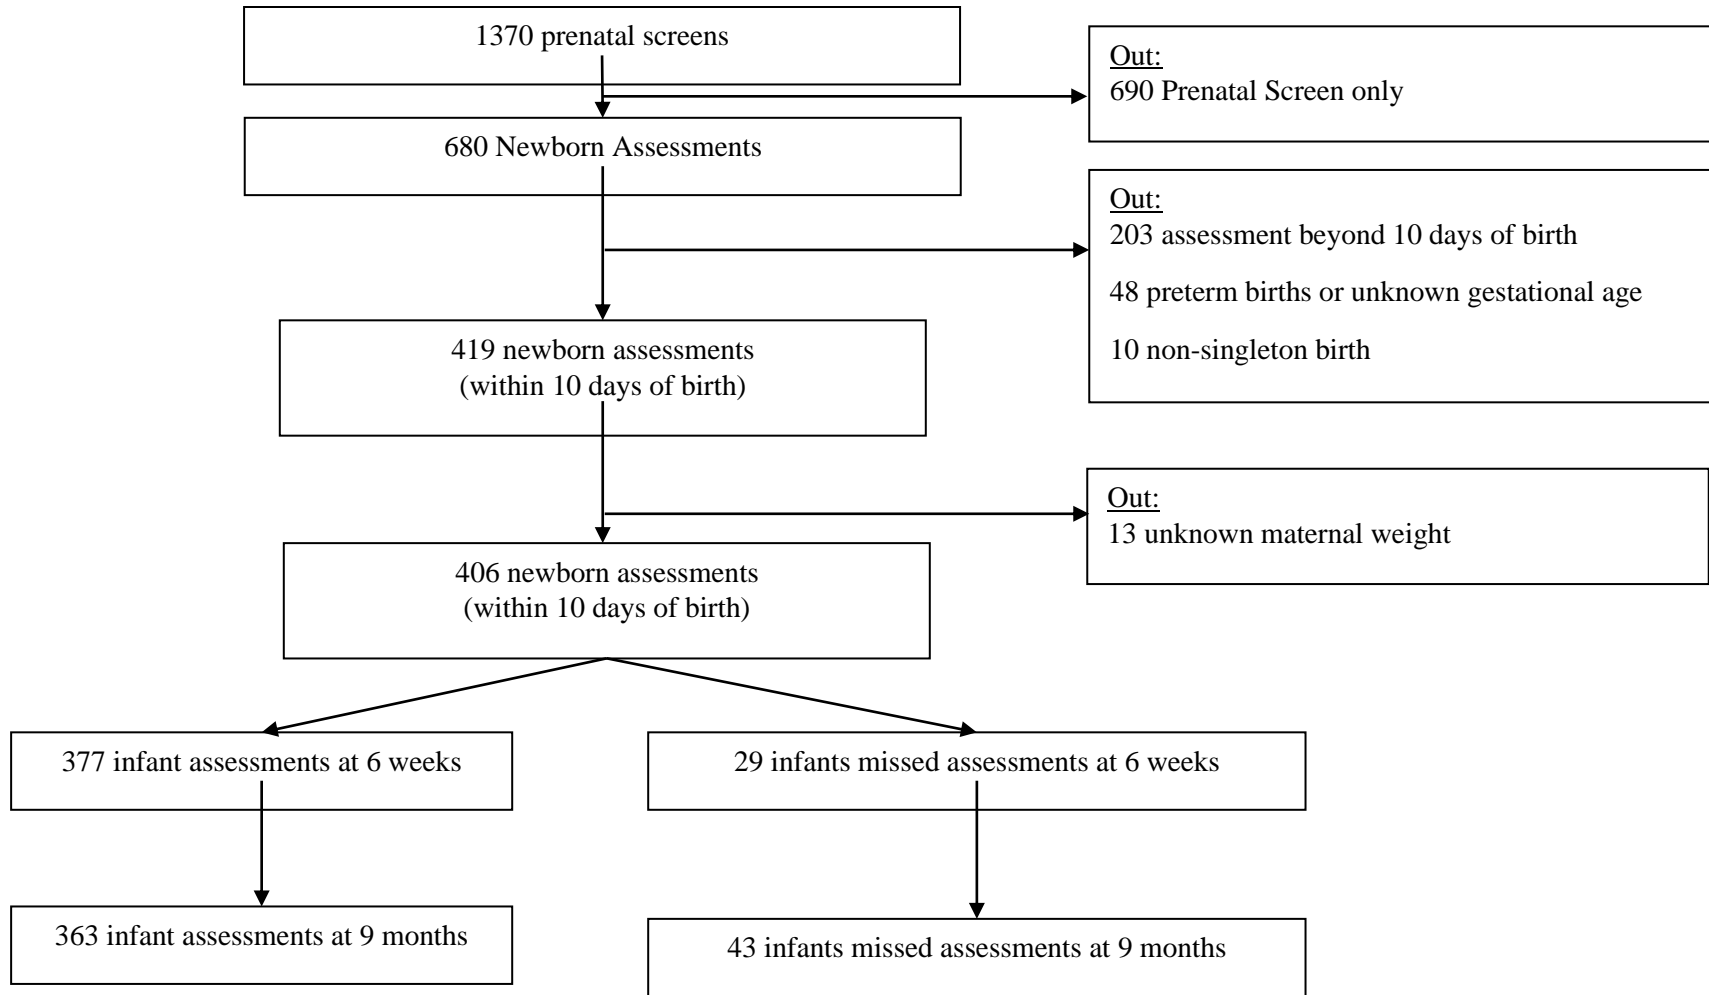 1370 prenatal screens
Out:
690 Prenatal Screen only
680 Newborn Assessments
Out:
203 assessment beyond 10 days of birth
48 preterm births or unknown gestational age
10 non-singleton birth
419 newborn assessments
(within 10 days of birth)
Out:
13 unknown maternal weight
406 newborn assessments
(within 10 days of birth)
377 infant assessments at 6 weeks
29 infants missed assessments at 6 weeks
363 infant assessments at 9 months
43 infants missed assessments at 9 months